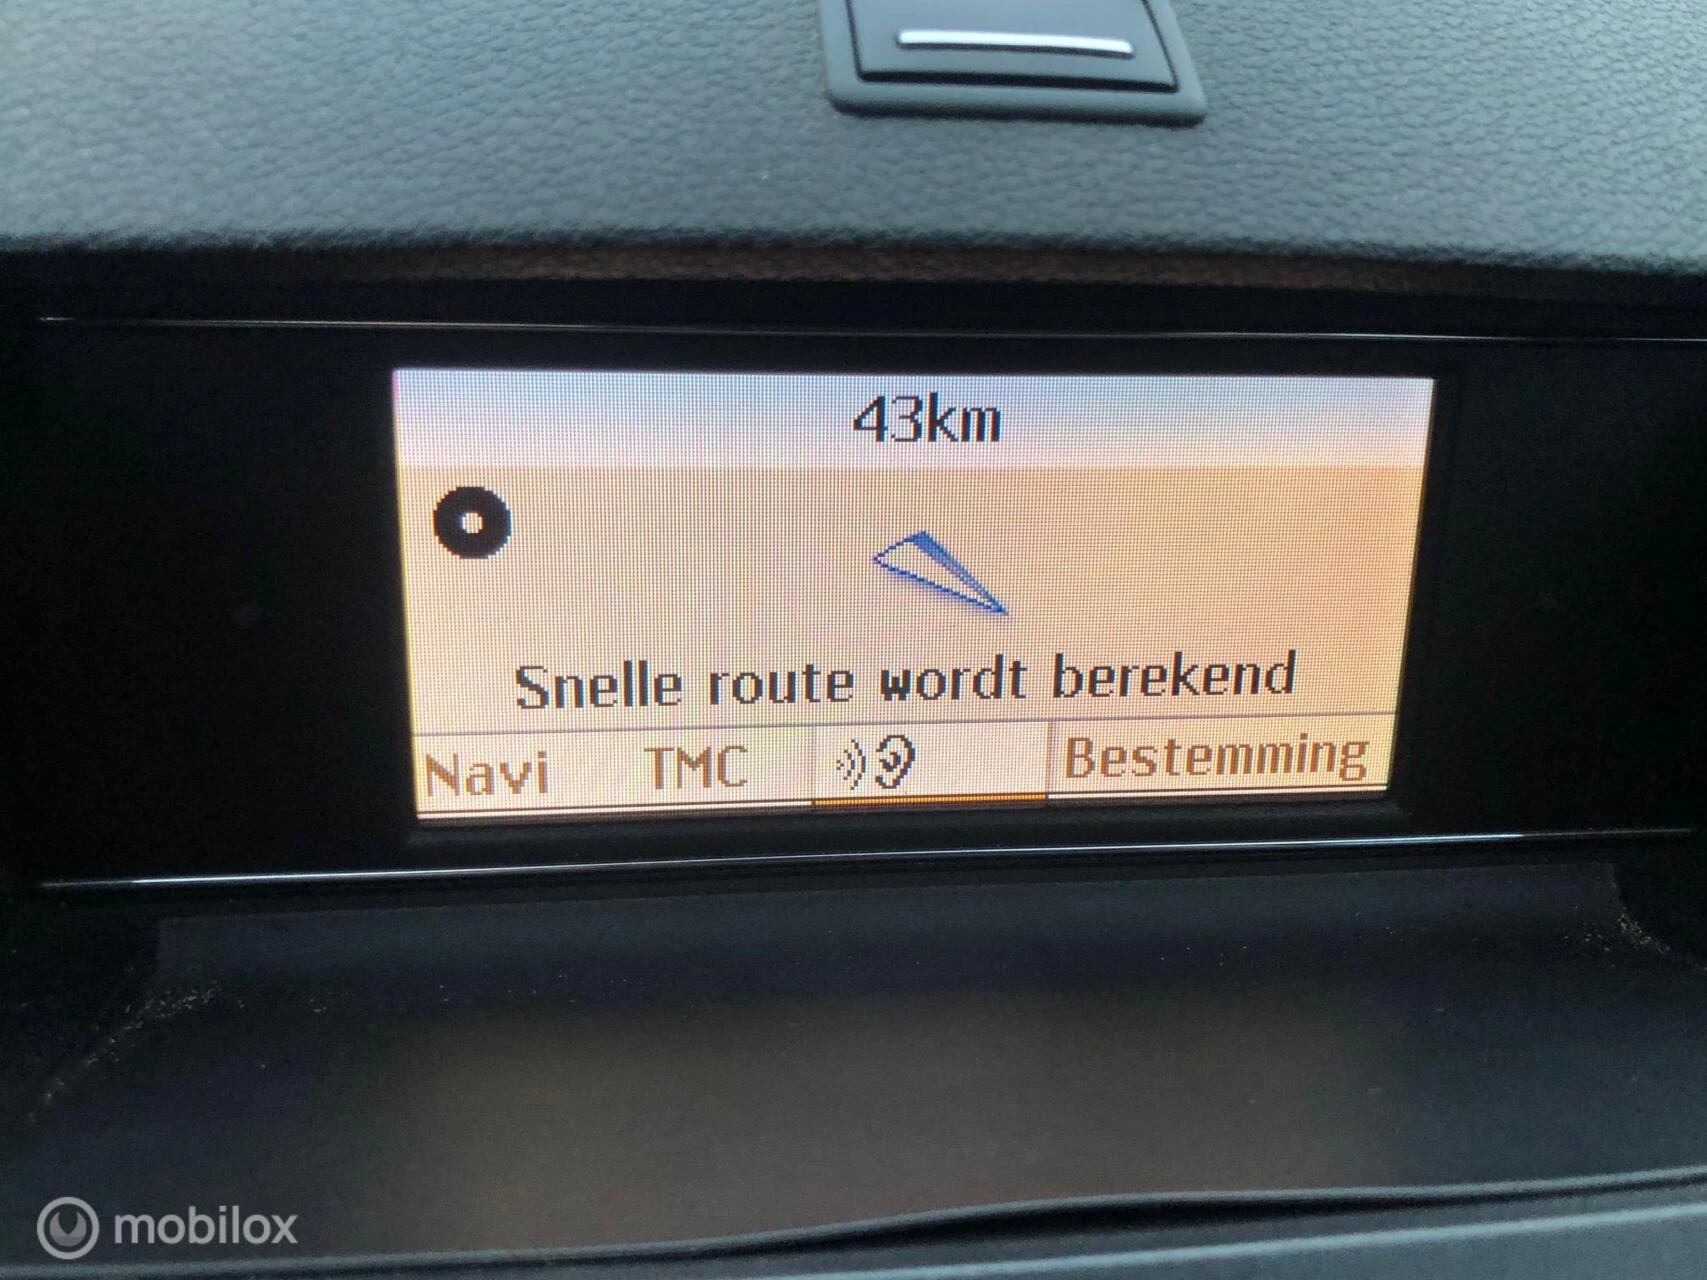 43km
Snelle route wordt berekend
Navi TMC Bestemming
mobilox